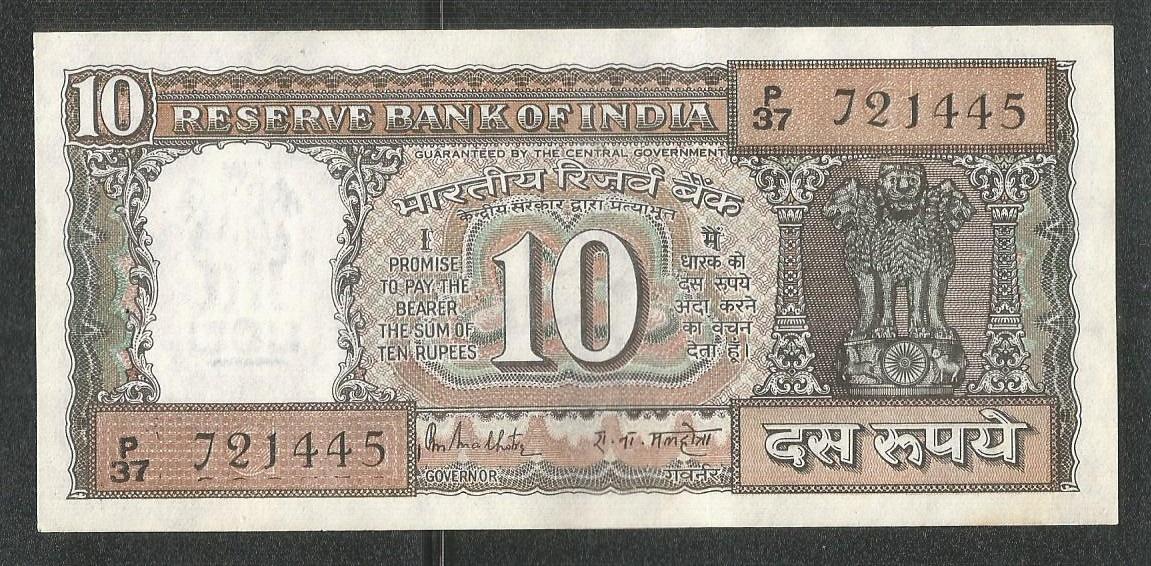 10
RESERVE BANK OF INDIA
P
37 721445
GUARANTEED BY THE CENTRAL GOVERNMENT
भारतीय रिज़र्व बैंक
केन्द्रीय सरकार द्वारा प्रत्याभूत
I
PROMISE
TO PAY THE
BEARER
THE SUM OF
TEN RUPEES
10
मैं
धारक को
दस रुपये
अदा करने
का वचन
देता हूँ।
P
37 721445
रा. ना. मलहोत्रा
GOVERNOR
गवर्नर
दस रुपये